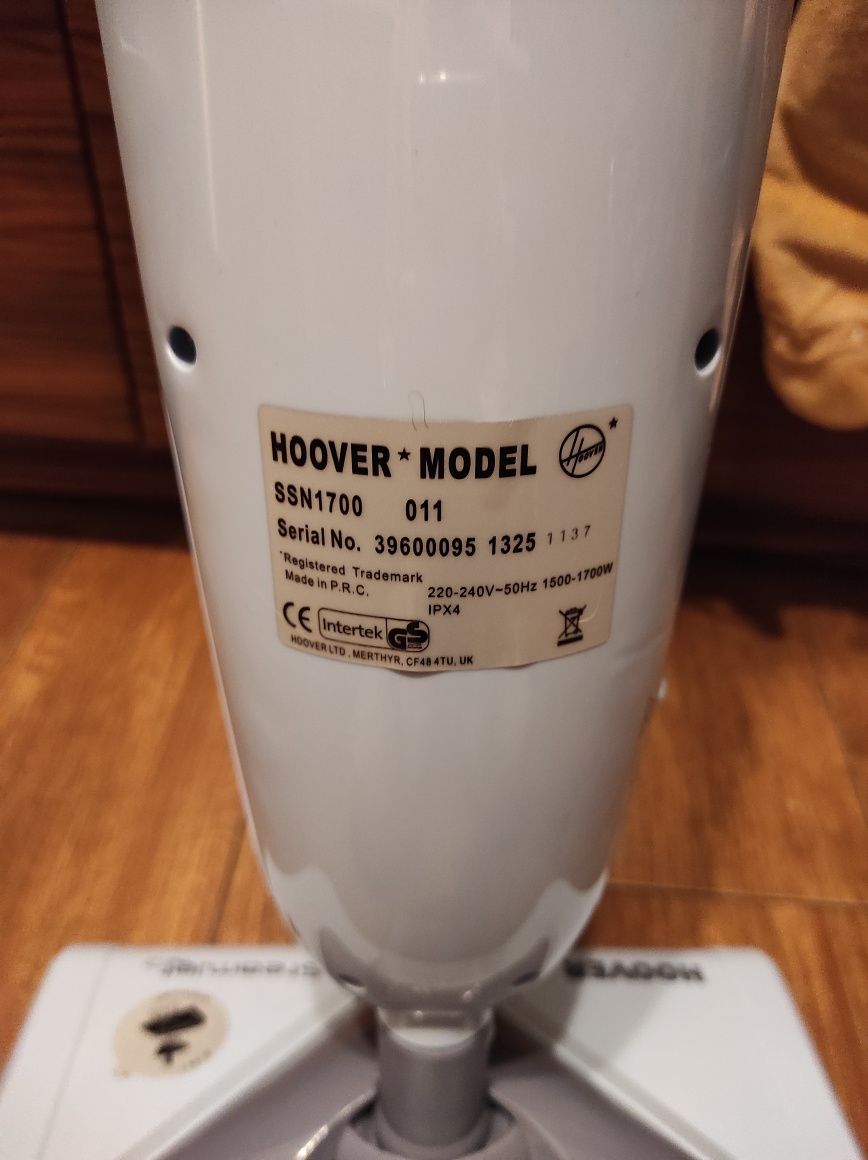 HOOVER * MODEL
HOOVER *
SSN1700 011
Serial No. 39600095 1325 1137
*Registered Trademark
Made in P.R.C.
220-240V~50Hz 1500-1700W
IPX4
CE Intertek GS
HOOVER LTD , MERTHYR, CF48 4TU, UK
steamjet HOOVER